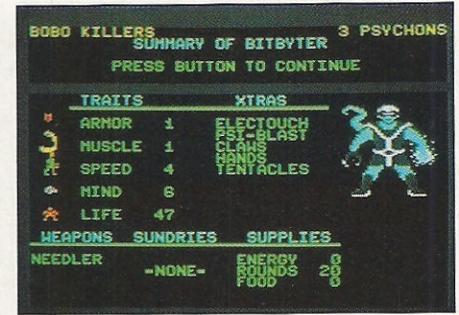 BOBO KILLERS 3 PSYCHONS
SUMMARY OF BITBYTER
PRESS BUTTON TO CONTINUE
TRAITS XTRAS
ARMOR 1 ELECTOUCH
PSI-BLAST
MUSCLE 1 CLAWS
HANDS
SPEED 4 TENTACLES
MIND 6
LIFE 47
WEAPONS SUNDRIES SUPPLIES
NEEDLER -NONE- ENERGY 0
ROUNDS 20
FOOD 0